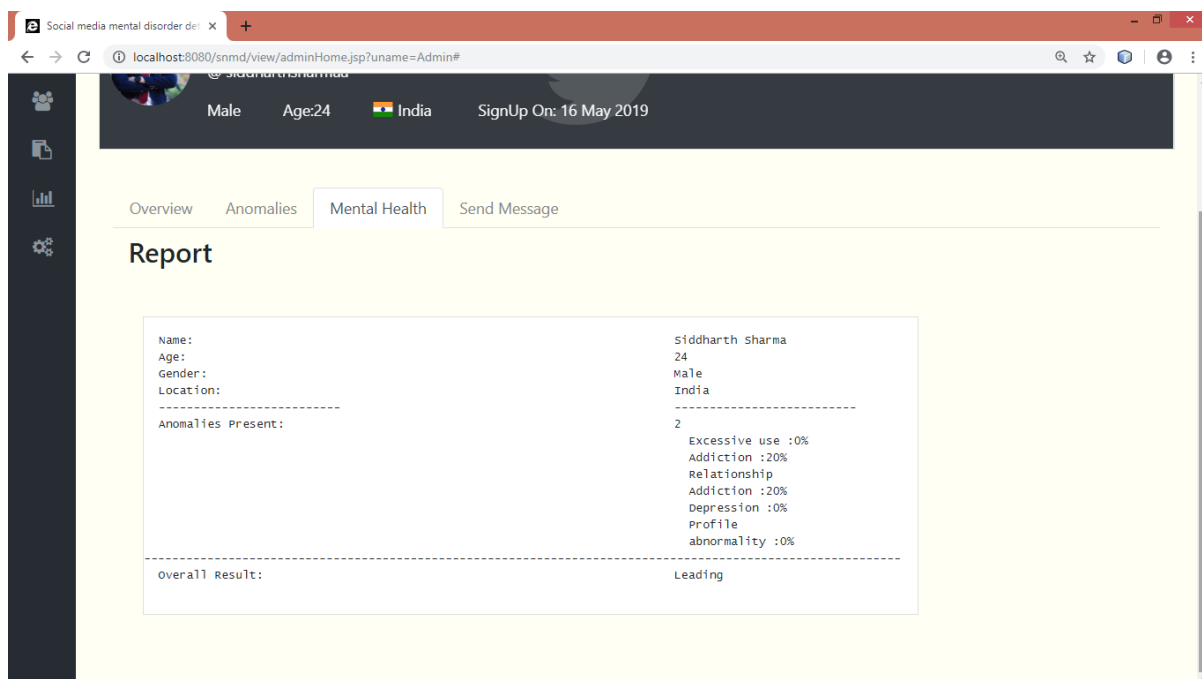 Social media mental disorder det
localhost:8080/snmd/view/adminHome.jsp?uname=Admin#
@ siddharthsharmaa
Male Age:24 India SignUp On: 16 May 2019
Overview Anomalies Mental Health Send Message
Report
Name: Siddharth Sharma
Age: 24
Gender: Male
Location: India
-------------------------- --------------------------
Anomalies Present: 2
Excessive use :0%
Addiction :20%
Relationship
Addiction :20%
Depression :0%
Profile
abnormality :0%
------------------------------------------------------------------------------------------------------------
Overall Result: Leading